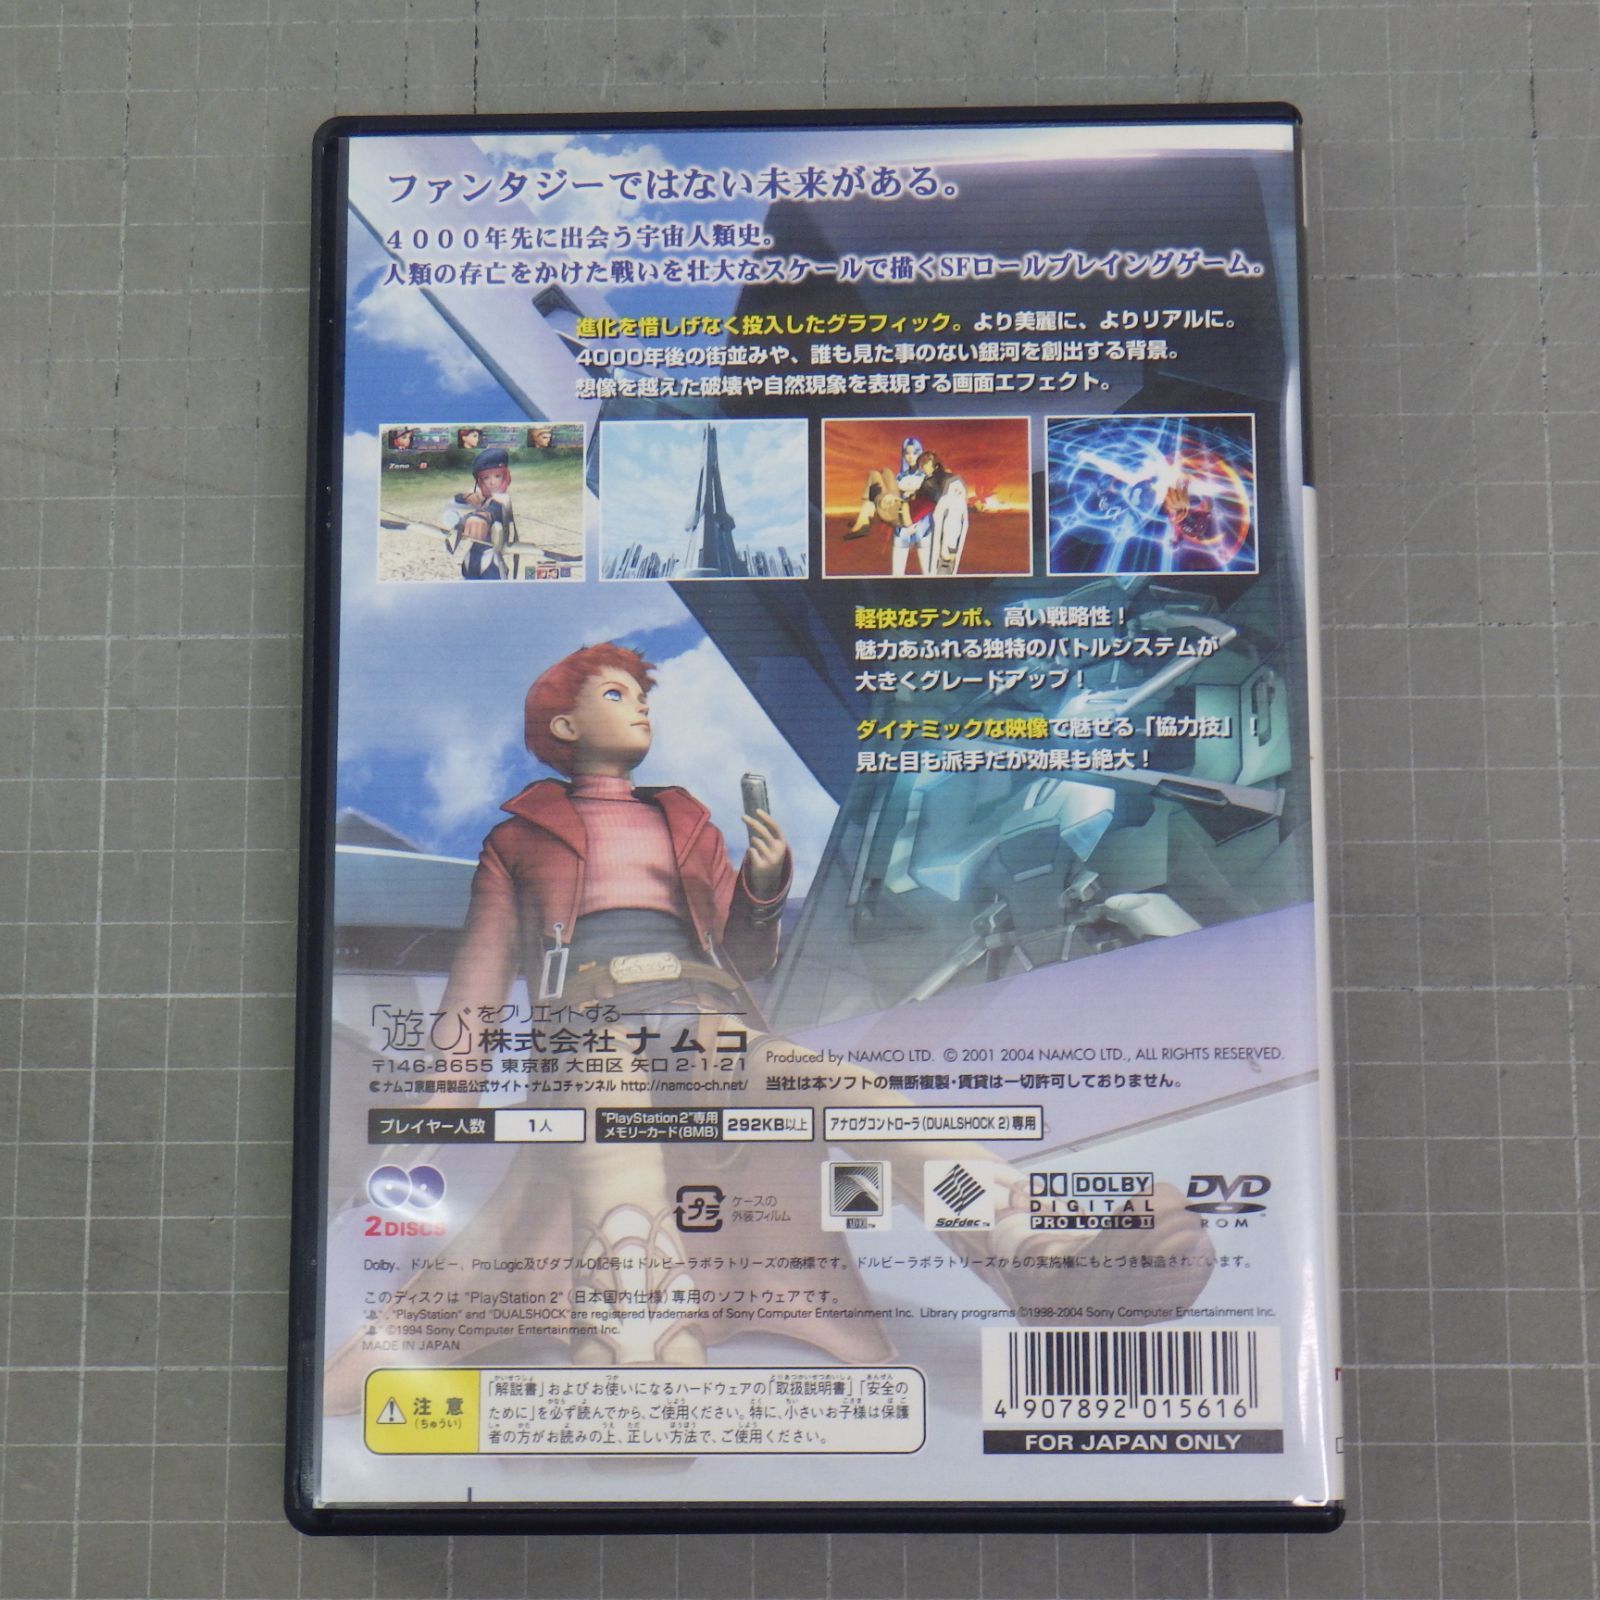 ファンタジーではない未来がある。
4000年先に出会う宇宙人類史。
人類の存亡をかけた戦いを壮大なスケールで描くSFロールプレイングゲーム。
進化を惜しげなく投入したグラフィック。より美麗に、よりリアルに。
4000年後の街並みや、誰も見た事のない銀河を創出する背景。
想像を越えた破壊や自然現象を表現する画面エフェクト。
軽快なテンポ、高い戦略性！
魅力あふれる独特のバトルシステムが
大きくグレードアップ！
ダイナミックな映像で魅せる「協力技」！
見た目も派手だが効果も絶大！
「遊び」をクリエイトする
株式会社ナムコ
〒146-8655 東京都 大田区 矢口 2-1-21
ナムコ家庭用製品公式サイト・ナムコチャンネル http://namco-ch.net/
Produced by NAMCO LTD. © 2001 2004 NAMCO LTD., ALL RIGHTS RESERVED.
当社は本ソフトの無断複製・賃貸は一切許可しておりません。
プレイヤー人数 1人
"PlayStation 2"専用
メモリーカード(8MB) 292KB以上
アナログコントローラ(DUALSHOCK 2)専用
2 DISCS
プラ
ケースの
外装フィルム
ADX™
Sofdec™
DOLBY
DIGITAL
PRO LOGIC II
DVD
ROM
Dolby、ドルビー、Pro Logic及びダブルD記号はドルビーラボラトリーズの商標です。ドルビーラボラトリーズからの実施権にもとづき製造されています。
このディスクは "PlayStation 2" (日本国内仕様) 専用のソフトウェアです。
"PlayStation" and "DUALSHOCK"are registered trademarks of Sony Computer Entertainment Inc. Library programs ©1998-2004 Sony Computer Entertainment Inc.
©1994 Sony Computer Entertainment Inc.
MADE IN JAPAN
注意
(ちゅうい)
「解説書」およびお使いになるハードウェアの「取扱説明書」「安全の
ために」を必ず読んでから、ご使用ください。特に、小さいお子様は保護
者の方がお読みの上、正しい方法で、ご使用ください。
4 907892 015616
FOR JAPAN ONLY